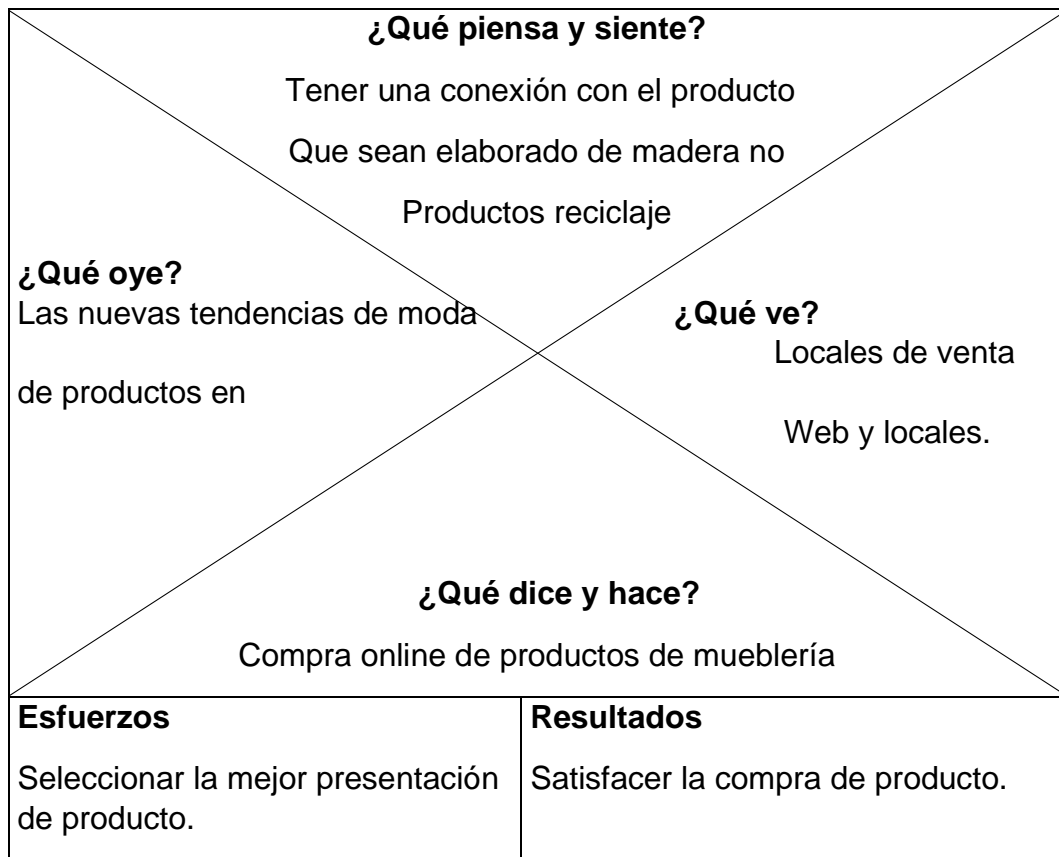 ¿Qué piensa y siente?
Tener una conexión con el producto
Que sean elaborado de madera no
Productos reciclaje
¿Qué oye?
Las nuevas tendencias de moda
de productos en
¿Qué ve?
Locales de venta
Web y locales.
¿Qué dice y hace?
Compra online de productos de mueblería
Esfuerzos
Seleccionar la mejor presentación
de producto.
Resultados
Satisfacer la compra de producto.